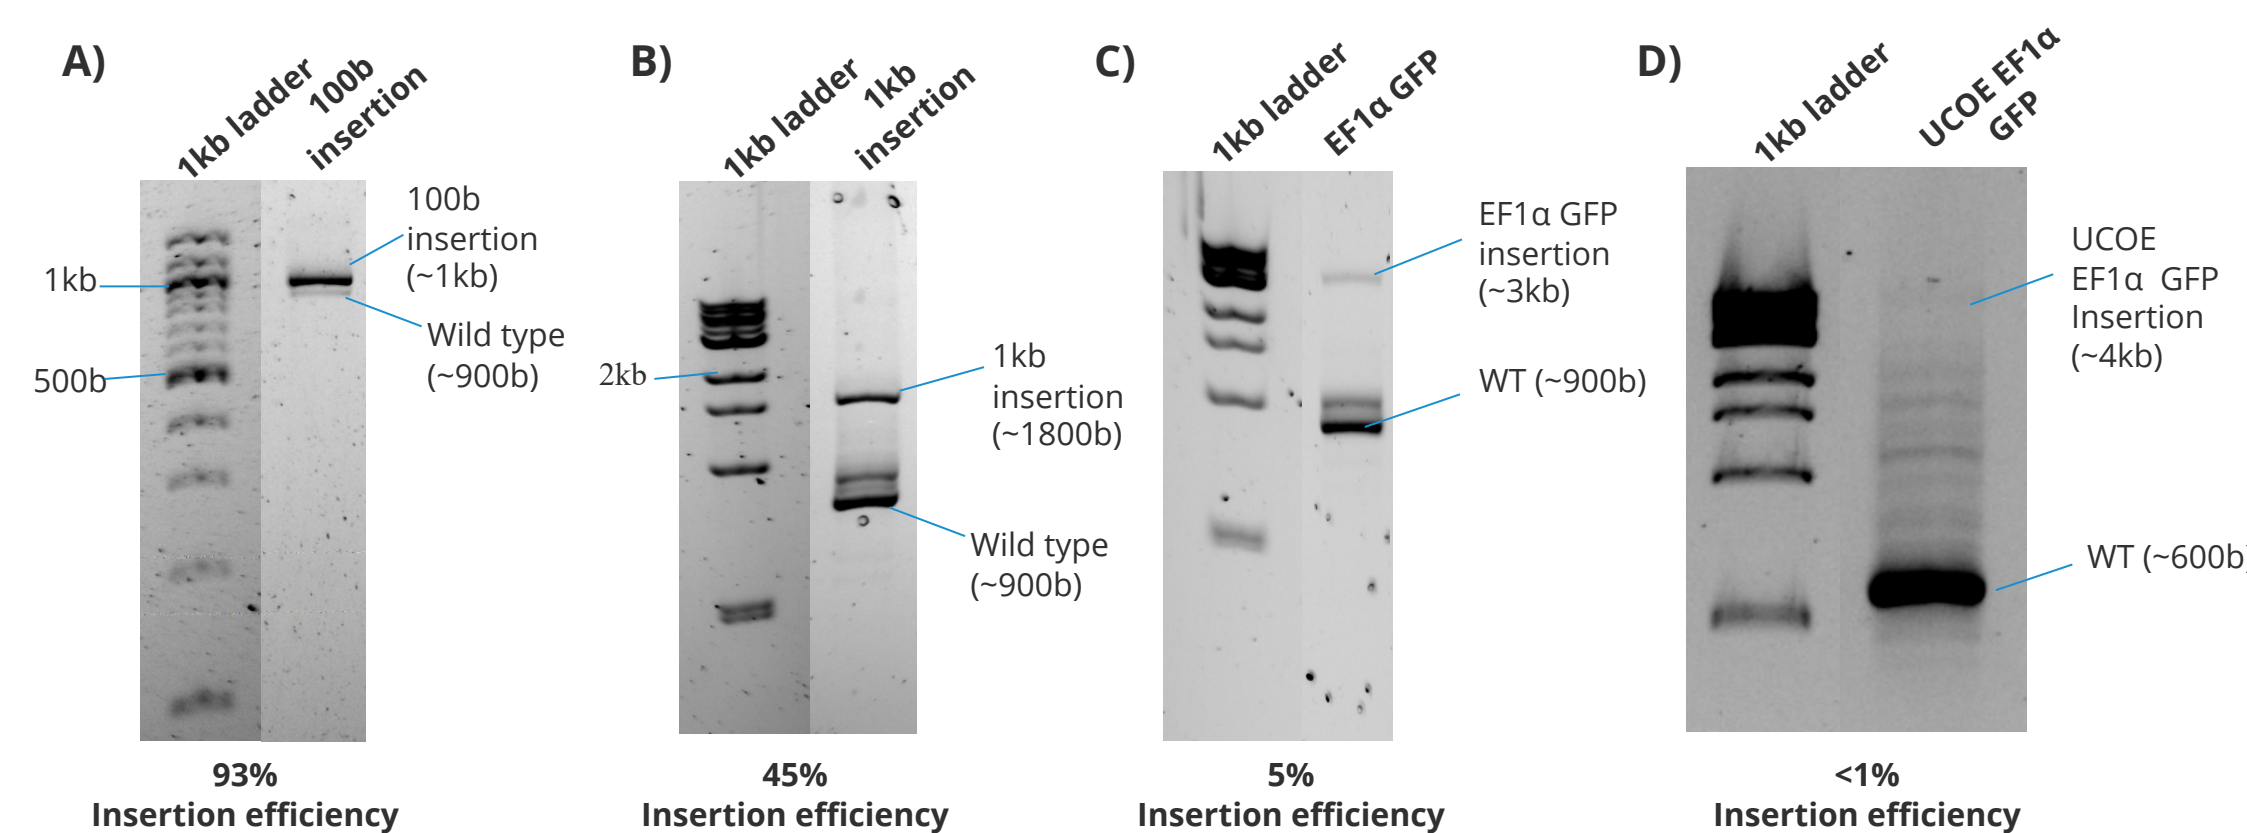 A)
1kb ladder
100b
insertion
1kb
500b
100b
insertion
(~1kb)
Wild type
(~900b)
93%
Insertion efficiency
B)
1kb ladder
1kb
insertion
2kb
1kb
insertion
(~1800b)
Wild type
(~900b)
45%
Insertion efficiency
C)
1kb ladder
EF1α GFP
EF1α GFP
insertion
(~3kb)
WT (~900b)
5%
Insertion efficiency
D)
1kb ladder
UCOE EF1α
GFP
UCOE
EF1α GFP
Insertion
(~4kb)
WT (~600b)
<1%
Insertion efficiency